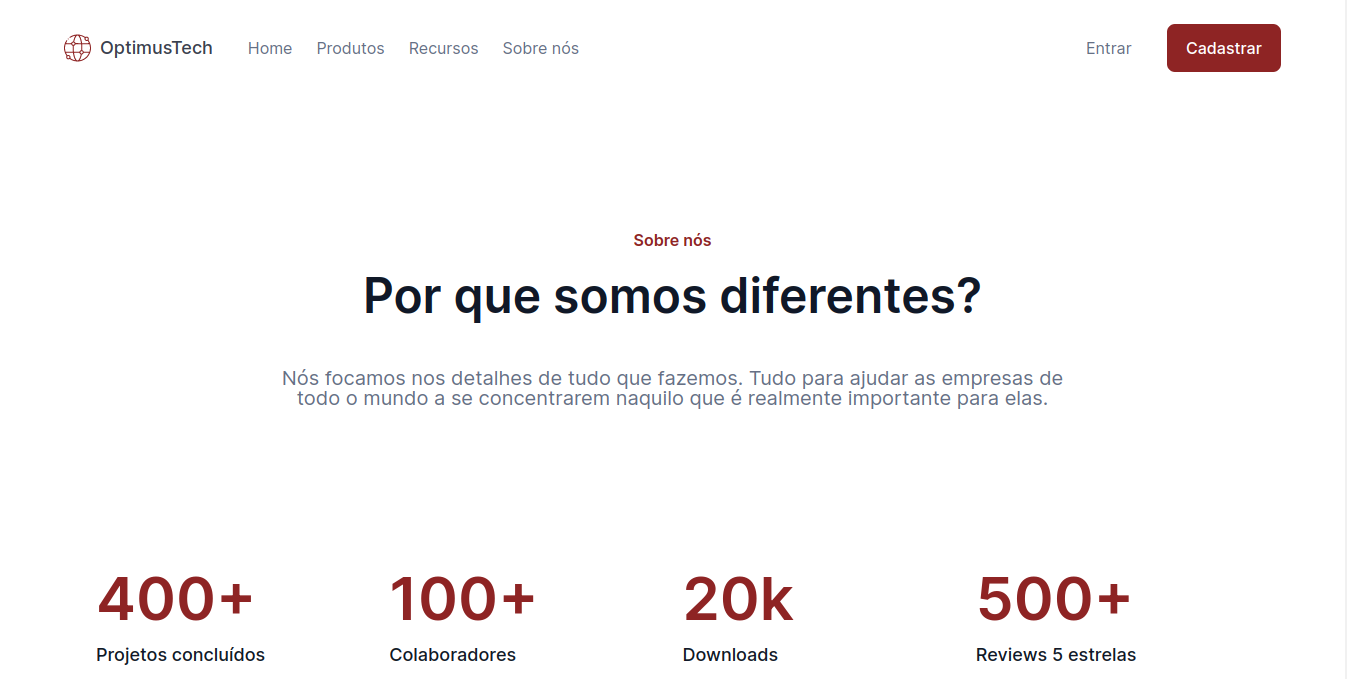 OptimusTech Home Produtos Recursos Sobre nós Entrar Cadastrar
Sobre nós
Por que somos diferentes?
Nós focamos nos detalhes de tudo que fazemos. Tudo para ajudar as empresas de
todo o mundo a se concentrarem naquilo que é realmente importante para elas.
400+ 100+ 20k 500+
Projetos concluídos Colaboradores Downloads Reviews 5 estrelas